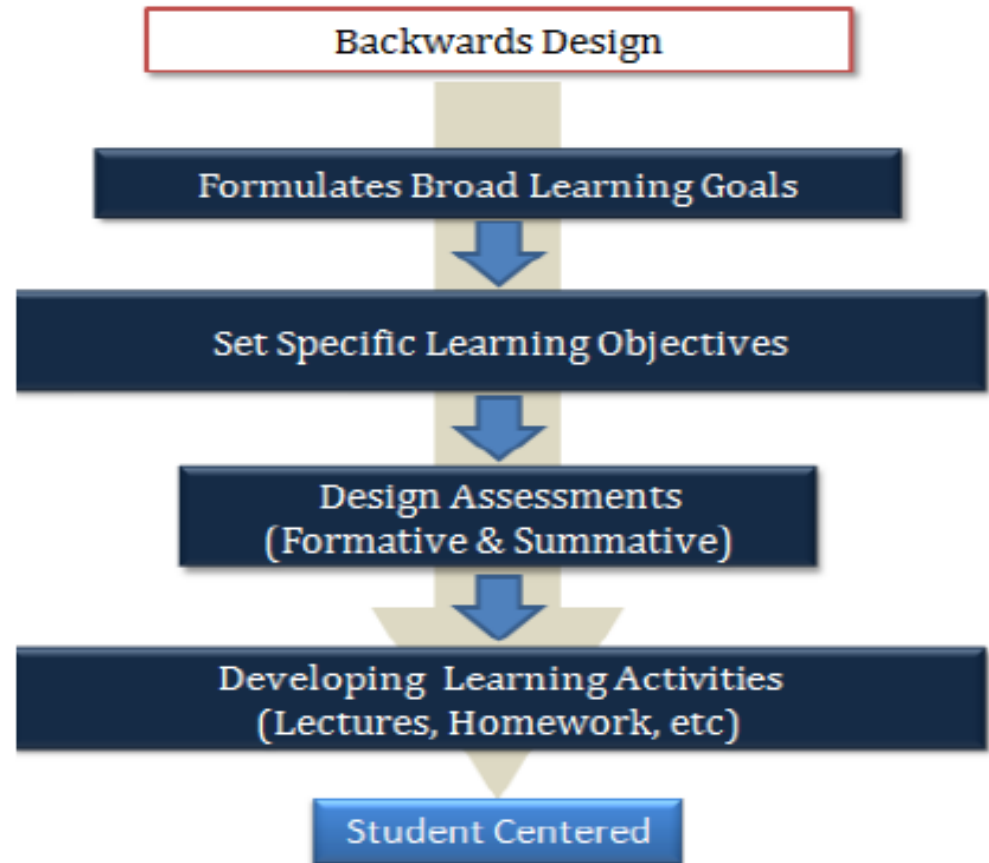 Backwards Design
Formulates Broad Learning Goals
Set Specific Learning Objectives
Design Assessments
(Formative & Summative)
Developing Learning Activities
(Lectures, Homework, etc)
Student Centered